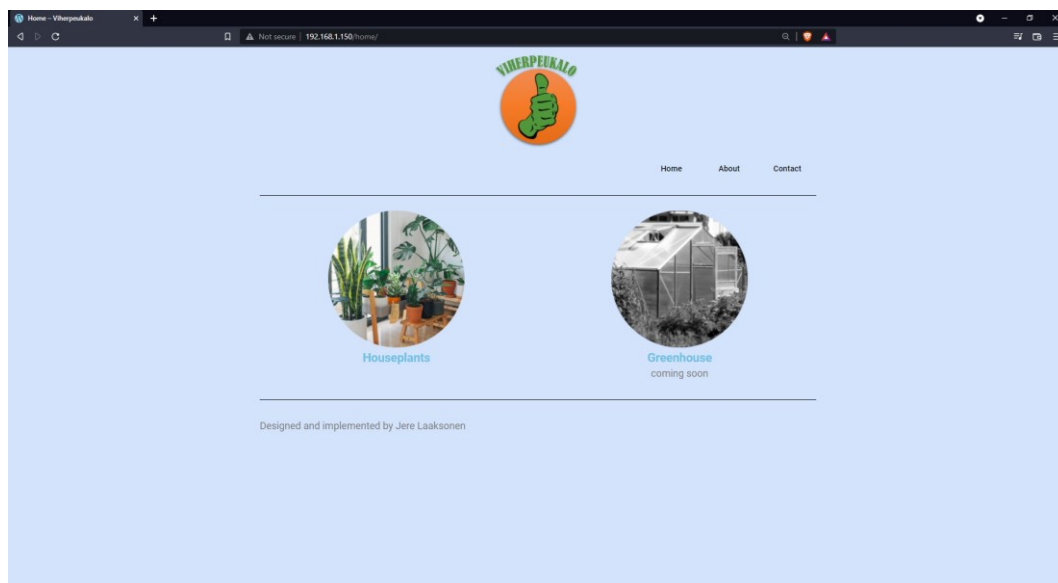 Home – Viherpeukalo
Not secure | 192.168.1.150/home/
VIHERPEUKALO
Home About Contact
Houseplants
Greenhouse
coming soon
Designed and implemented by Jere Laaksonen